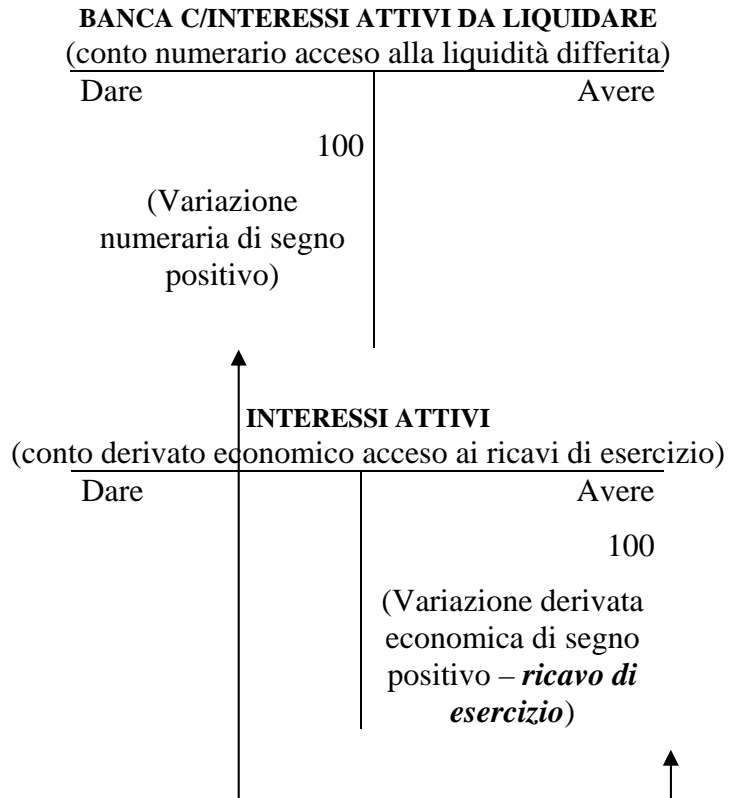 BANCA C/INTERESSI ATTIVI DA LIQUIDARE
(conto numerario acceso alla liquidità differita)
Dare Avere
100
(Variazione
numeraria di segno
positivo)
INTERESSI ATTIVI
(conto derivato economico acceso ai ricavi di esercizio)
Dare Avere
100
(Variazione derivata
economica di segno
positivo – ricavo di
esercizio)